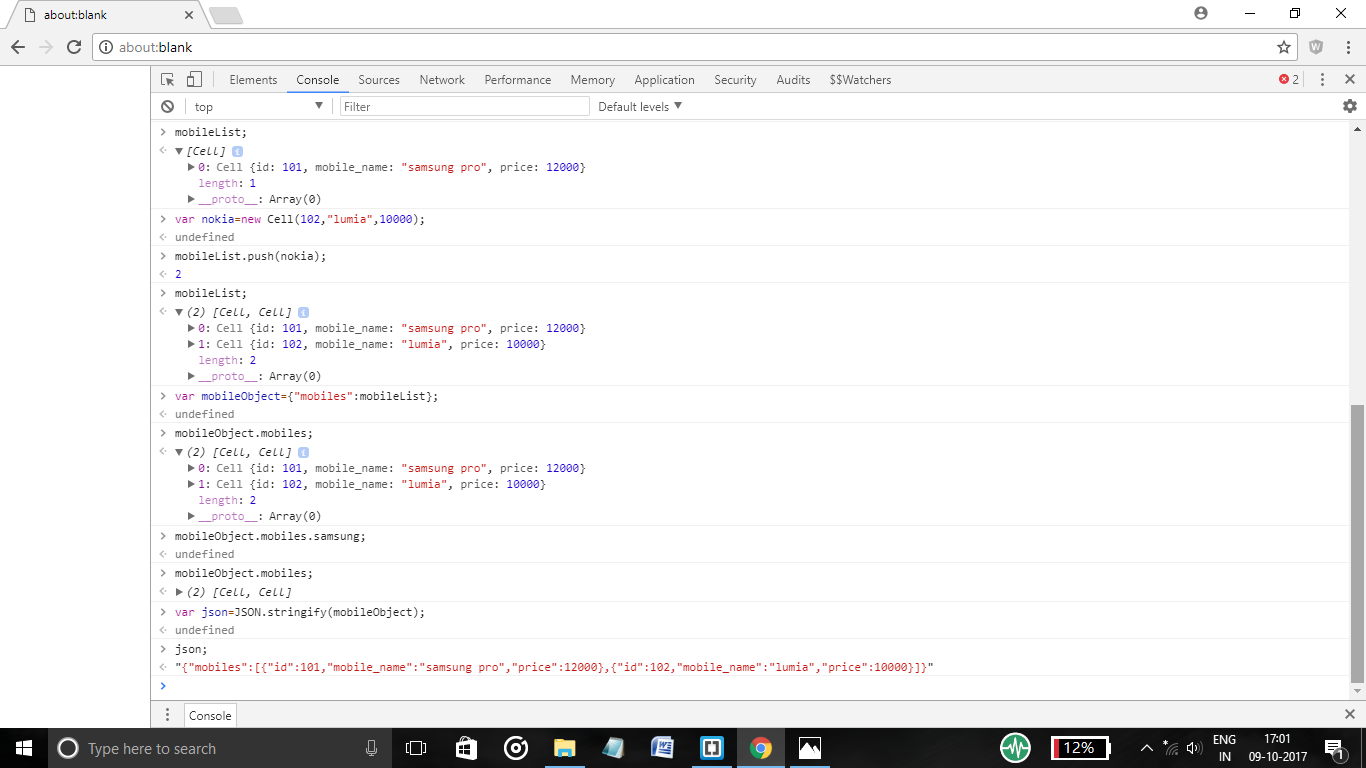 about:blank
about:blank
Elements Console Sources Network Performance Memory Application Security Audits $$Watchers 2
top Filter Default levels
mobileList;
[Cell] i
0: Cell {id: 101, mobile_name: "samsung pro", price: 12000}
length: 1
__proto__: Array(0)
var nokia=new Cell(102,"lumia",10000);
undefined
mobileList.push(nokia);
2
mobileList;
(2) [Cell, Cell] i
0: Cell {id: 101, mobile_name: "samsung pro", price: 12000}
1: Cell {id: 102, mobile_name: "lumia", price: 10000}
length: 2
__proto__: Array(0)
var mobileObject={"mobiles":mobileList};
undefined
mobileObject.mobiles;
(2) [Cell, Cell] i
0: Cell {id: 101, mobile_name: "samsung pro", price: 12000}
1: Cell {id: 102, mobile_name: "lumia", price: 10000}
length: 2
__proto__: Array(0)
mobileObject.mobiles.samsung;
undefined
mobileObject.mobiles;
(2) [Cell, Cell]
var json=JSON.stringify(mobileObject);
undefined
json;
"{"mobiles":[{"id":101,"mobile_name":"samsung pro","price":12000},{"id":102,"mobile_name":"lumia","price":10000}]}"
Console
Type here to search 12% ENG 17:01
IN 09-10-2017 1